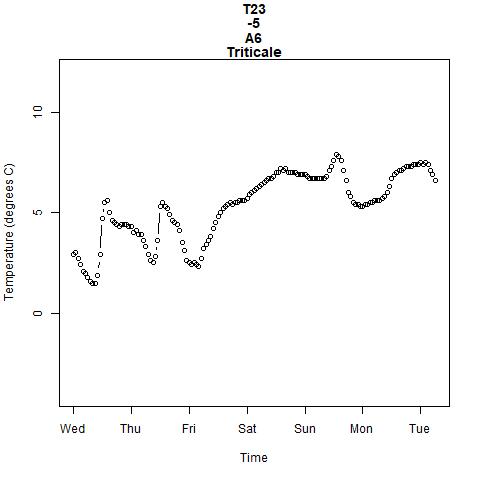 T23
-5
A6
Triticale
Temperature (degrees C)
10
5
0
Wed Thu Fri Sat Sun Mon Tue
Time